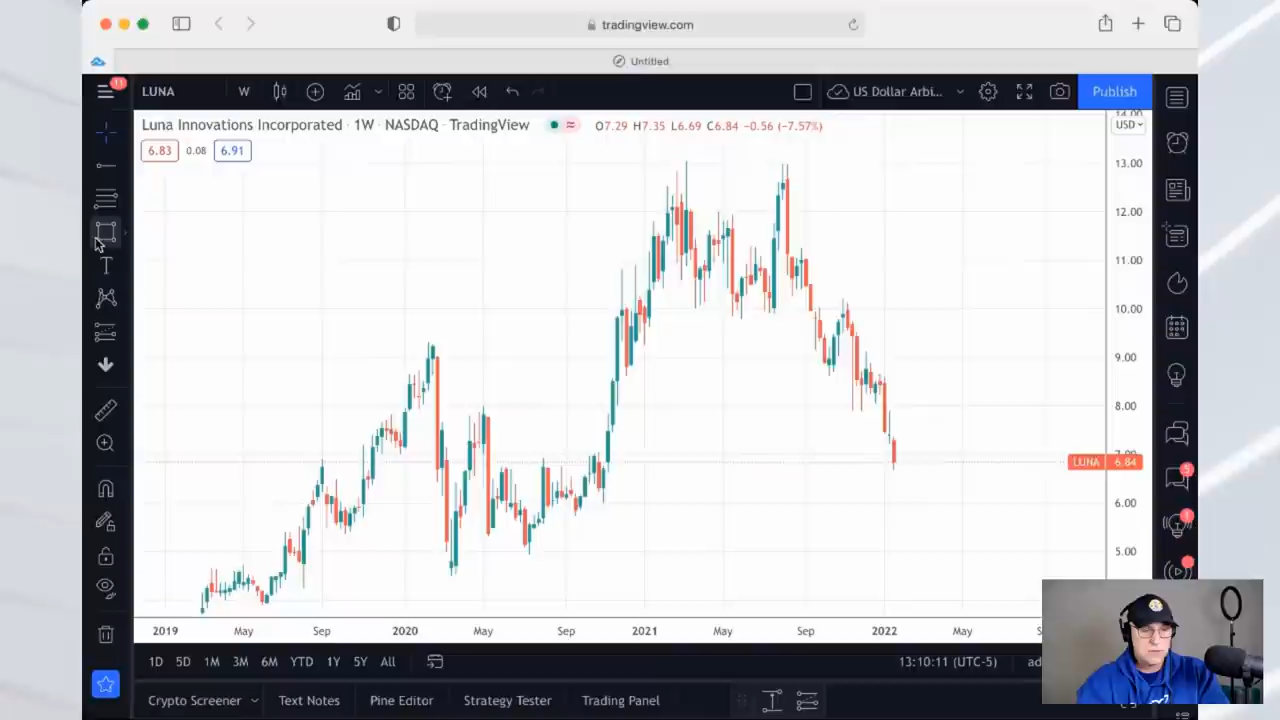 tradingview.com
Untitled
11
LUNA W US Dollar Arbi... Publish
Luna Innovations Incorporated · 1W · NASDAQ · TradingView O7.29 H7.35 L6.69 C6.84 −0.56 (−7.57%)
USD
6.83 0.08 6.91
13.00
12.00
11.00
10.00
9.00
8.00
LUNA 6.84
6.00
5.00
5
1
2019 May Sep 2020 May Sep 2021 May Sep 2022 May
1D 5D 1M 3M 6M YTD 1Y 5Y All 13:10:11 (UTC-5)
Crypto Screener Text Notes Pine Editor Strategy Tester Trading Panel
T